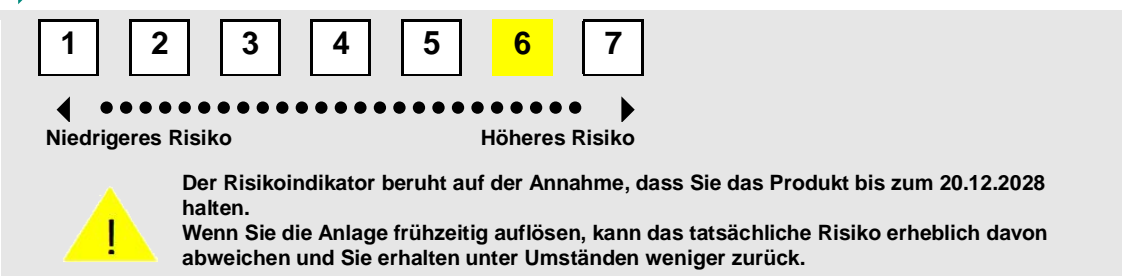 1 2 3 4 5 6 7
Niedrigeres Risiko Höheres Risiko
Der Risikoindikator beruht auf der Annahme, dass Sie das Produkt bis zum 20.12.2028
halten.
! Wenn Sie die Anlage frühzeitig auflösen, kann das tatsächliche Risiko erheblich davon
abweichen und Sie erhalten unter Umständen weniger zurück.